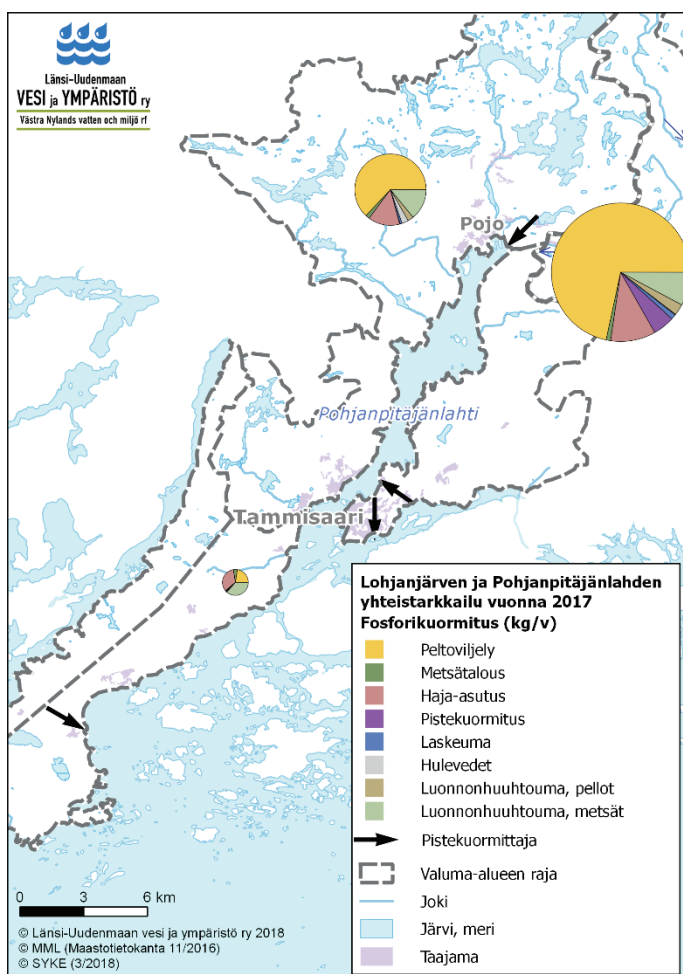 Länsi-Uudenmaan
VESI ja YMPÄRISTÖ ry
Västra Nylands vatten och miljö rf
Pojo
Pohjanpitäjänlahti
Tammisaari
Lohjanjärven ja Pohjanpitäjänlahden
yhteistarkkailu vuonna 2017
Fosforikuormitus (kg/v)
Peltoviljely
Metsätalous
Haja-asutus
Pistekuormitus
Laskeuma
Hulevedet
Luonnonhuuhtouma, pellot
Luonnonhuuhtouma, metsät
Pistekuormittaja
Valuma-alueen raja
Joki
Järvi, meri
Taajama
0 3 6 km
© Länsi-Uudenmaan vesi ja ympäristö ry 2018
© MML (Maastotietokanta 11/2016)
© SYKE (3/2018)